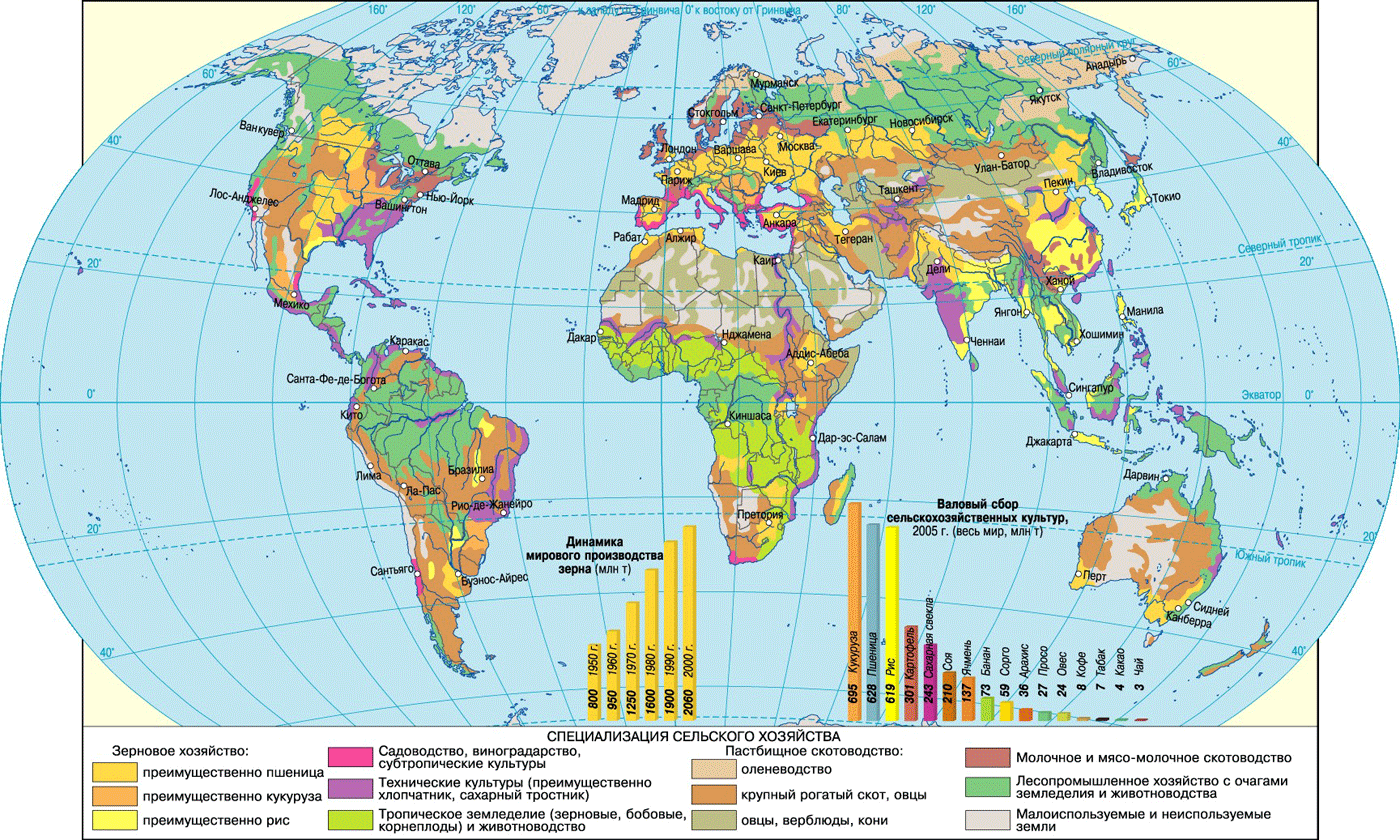 160° 120° 80° 60° 0° к востоку от Гринвича 60° 80° 120° 160°
Северный полярный круг
60°
60°
Анадырь
Мурманск
Якутск
Стокгольм
Санкт-Петербург
Екатеринбург
Новосибирск
Ванкувер
40°
40°
Оттава
Лондон
Варшава
Москва
Улан-Батор
Владивосток
Париж
Киев
Ташкент
Пекин
Лос-Анджелес
Нью-Йорк
Вашингтон
Мадрид
Анкара
Токио
Рабат
Алжир
Тегеран
Северный тропик
20°
20°
Каир
Дели
Ханой
Мехико
Янгон
Манила
Дакар
Нджамена
Хошимин
Каракас
Аддис-Абеба
Ченнаи
Санта-Фе-де-Богота
Сингапур
0°
Экватор
0°
Кито
Киншаса
Джакарта
Дар-эс-Салам
Лима
Бразилиа
Дарвин
Ла-Пас
Рио-де-Жанейро
Претория
20°
20°
Южный тропик
Сантьяго
Буэнос-Айрес
Перт
Сидней
Канберра
40°
40°
Динамика
мирового производства
зерна (млн т)
800 1950 г.
950 1960 г.
1250 1970 г.
1600 1980 г.
1900 1990 г.
2060 2000 г.
Валовый сбор
сельскохозяйственных культур,
2005 г. (весь мир, млн т)
695 Кукуруза
628 Пшеница
619 Рис
301 Картофель
243 Сахарная свекла
210 Соя
137 Ячмень
73 Банан
59 Сорго
36 Арахис
27 Просо
24 Овес
8 Кофе
7 Табак
4 Какао
3 Чай
СПЕЦИАЛИЗАЦИЯ СЕЛЬСКОГО ХОЗЯЙСТВА
Зерновое хозяйство:
преимущественно пшеница
преимущественно кукуруза
преимущественно рис
Садоводство, виноградарство,
субтропические культуры
Технические культуры (преимущественно
хлопчатник, сахарный тростник)
Тропическое земледелие (зерновые, бобовые,
корнеплоды) и животноводство
Пастбищное скотоводство:
оленеводство
крупный рогатый скот, овцы
овцы, верблюды, кони
Молочное и мясо-молочное скотоводство
Лесопромышленное хозяйство с очагами
земледелия и животноводства
Малоиспользуемые и неиспользуемые
земли